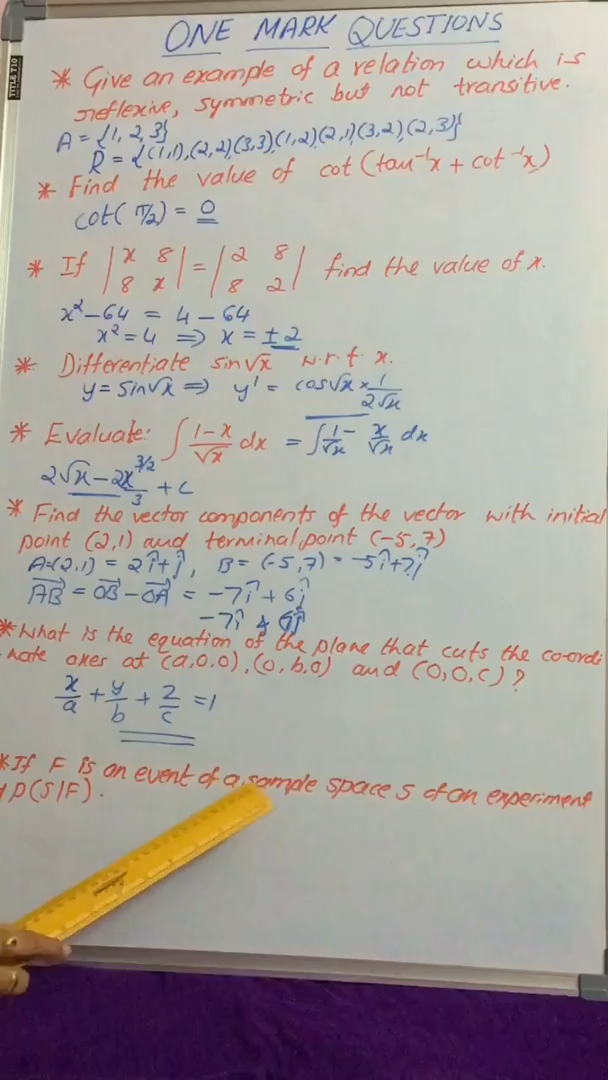 ONE MARK QUESTIONS
* Give an example of a relation which is
reflexive, symmetric but not transitive.
A = {1, 2, 3}
R = {(1,1),(2,2)(3,3)(1,2)(2,1)(3,2)(2,3)}
* Find the value of cot(tan⁻¹x + cot⁻¹x)
cot(π/2) = 0
* If |x 8; 8 x| = |2 8; 8 2| find the value of x.
x²-64 = 4-64
x² = 4 ⇒ x = ±2
* Differentiate sin√x w.r.t x.
y = sin√x ⇒ y' = cos√x × 1/2√x
* Evaluate: ∫ (1-x)/√x dx = ∫ 1/√x - x/√x dx
2√x - 2x^(3/2)/3 + c
* Find the vector components of the vector with initial
point (2,1) and terminal point (-5,7)
A=(2,1) = 2î+ĵ, B = (-5,7) = -5î+7ĵ
AB = OB - OA = -7î + 6ĵ
-7î & 6ĵ
* What is the equation of the plane that cuts the co-ordi
nate axes at (a,0,0), (0,b,0) and (0,0,c)?
x/a + y/b + z/c = 1
* If F is an event of a sample space S of an experiment
P(S|F).
TITLE T10